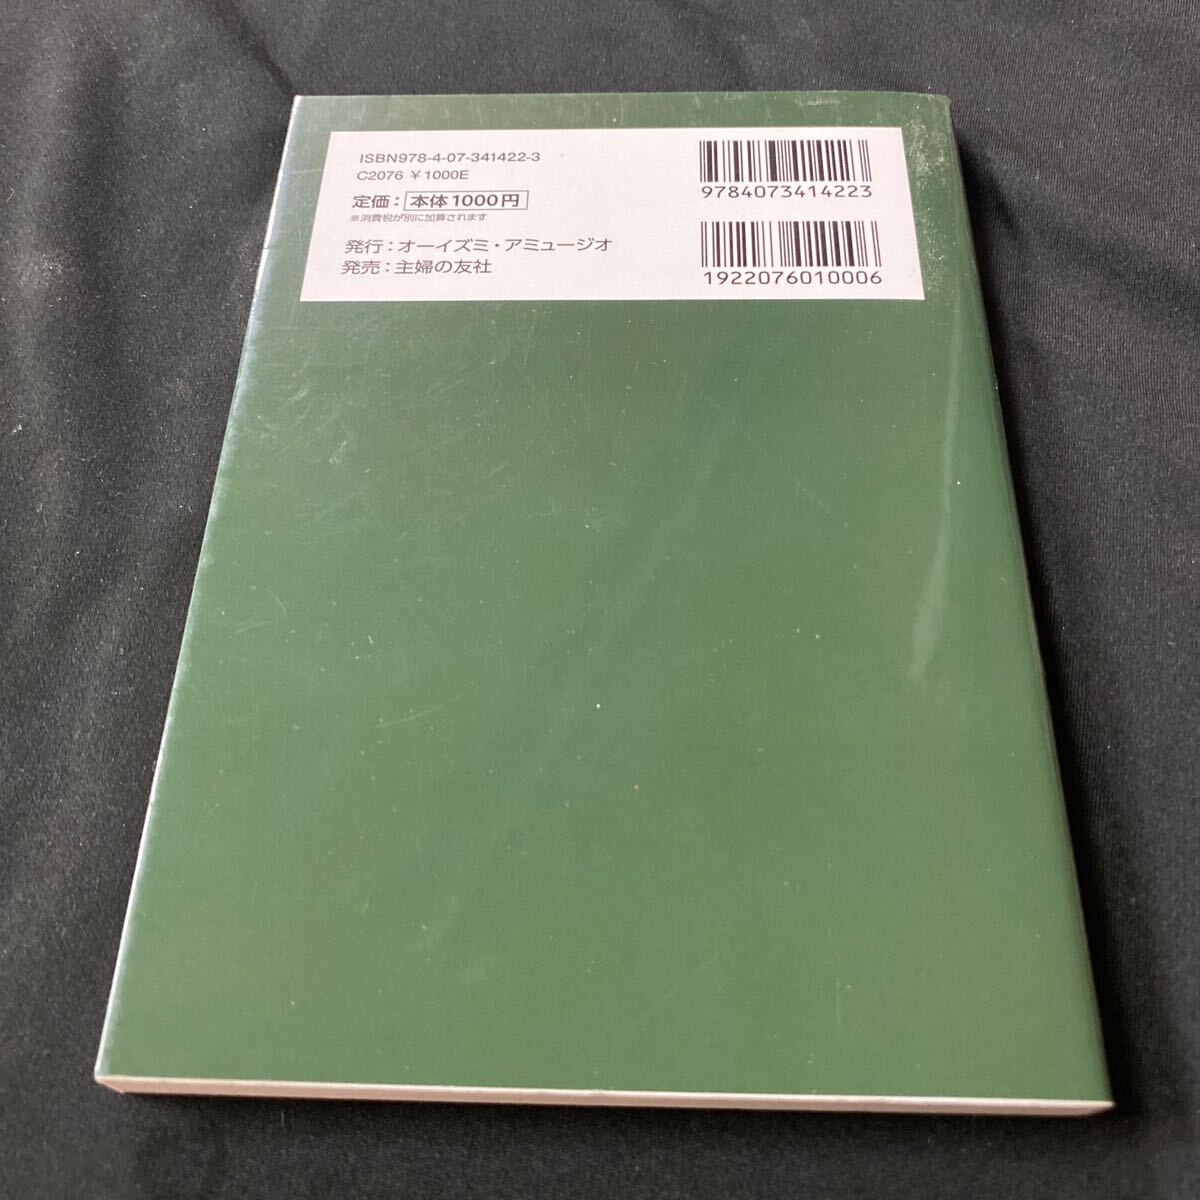 ISBN978-4-07-341422-3
C2076 ¥1000E
定価：本体1000円
※消費税が別に加算されます
発行：オーイズミ・アミュージオ
発売：主婦の友社
9784073414223
1922076010006